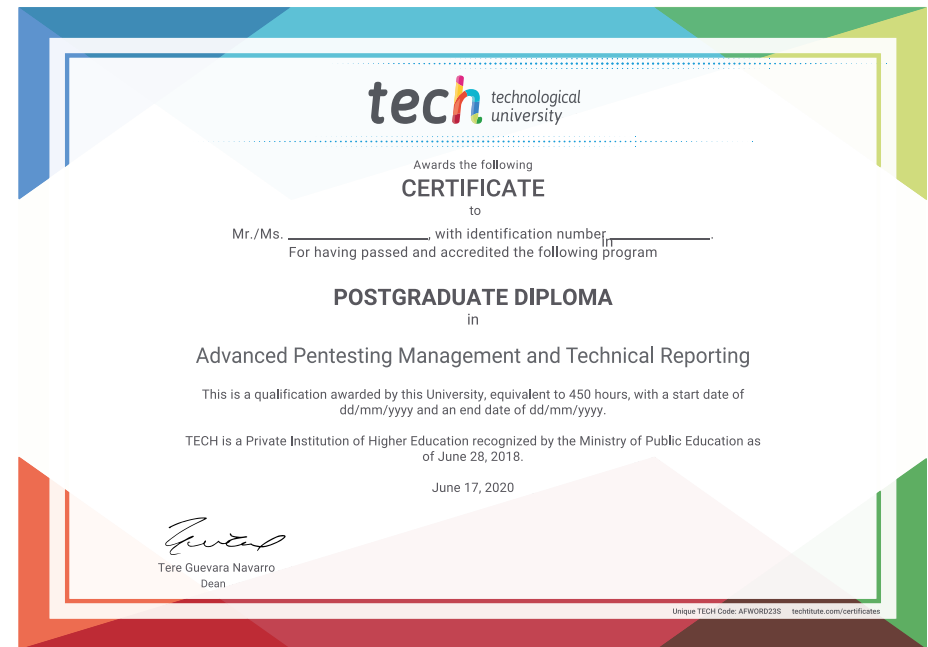 tech technological
university
Awards the following
CERTIFICATE
to
Mr./Ms. ____________, with identification number ____________.
in
For having passed and accredited the following program
POSTGRADUATE DIPLOMA
in
Advanced Pentesting Management and Technical Reporting
This is a qualification awarded by this University, equivalent to 450 hours, with a start date of
dd/mm/yyyy and an end date of dd/mm/yyyy.
TECH is a Private Institution of Higher Education recognized by the Ministry of Public Education as
of June 28, 2018.
June 17, 2020
Tere Guevara Navarro
Dean
Unique TECH Code: AFWORD23S techtitute.com/certificates